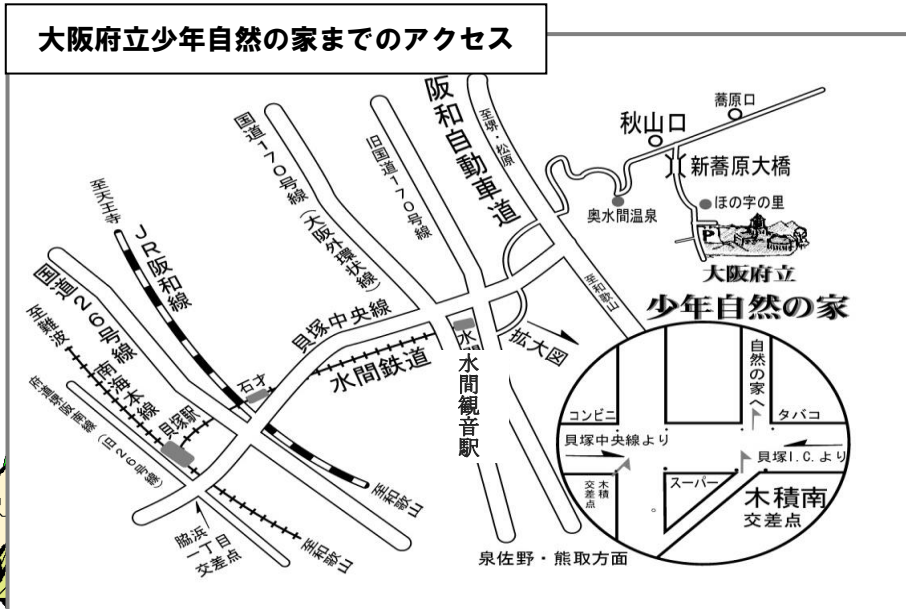 大阪府立少年自然の家までのアクセス
国道170号線(大阪外環状線)
旧国道170号線
阪和自動車道
至堺・松原
秋山口
蕎原口
新蕎原大橋
奥水間温泉
ほの字の里
P
大阪府立
少年自然の家
至天王寺
JR阪和線
国道26号線
至難波
南海本線
府道堺阪南線(旧26号線)
貝塚駅
石才
貝塚中央線
水間鉄道
水間
水間観音駅
拡大図
至和歌山
至和歌山
至和歌山
脇浜
一丁目
交差点
泉佐野・熊取方面
自然の家へ
コンビニ
タバコ
貝塚中央線より
貝塚I.C.より
木積
交差点
スーパー
木積南
交差点